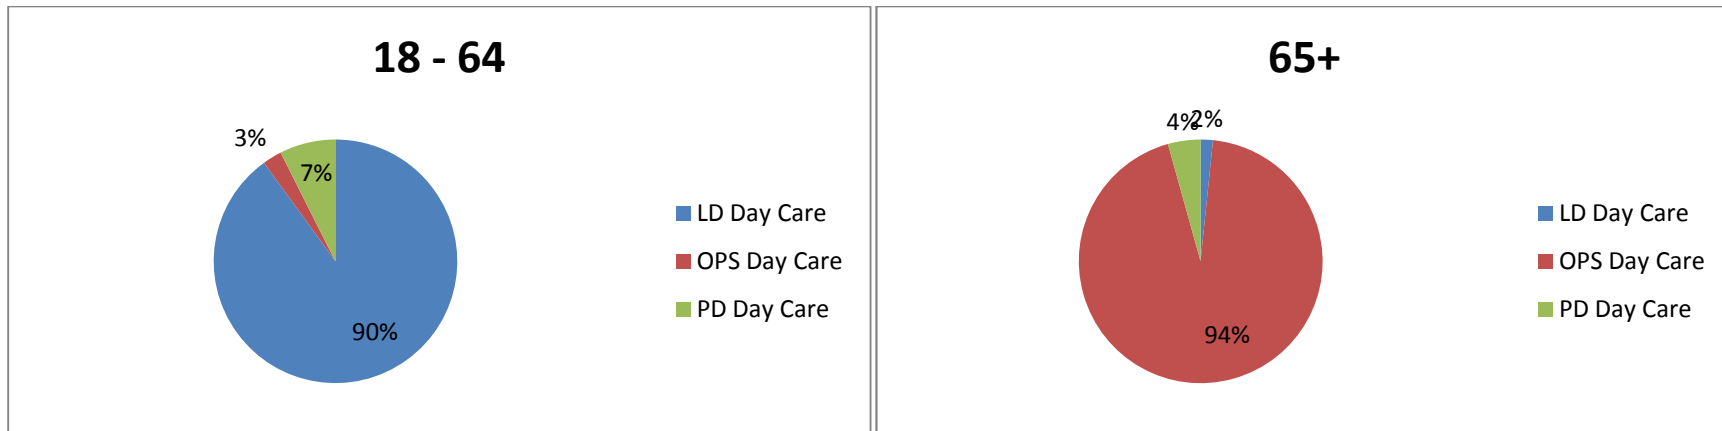 18 - 64
3%
7%
90%
LD Day Care
OPS Day Care
PD Day Care
65+
4%
2%
94%
LD Day Care
OPS Day Care
PD Day Care